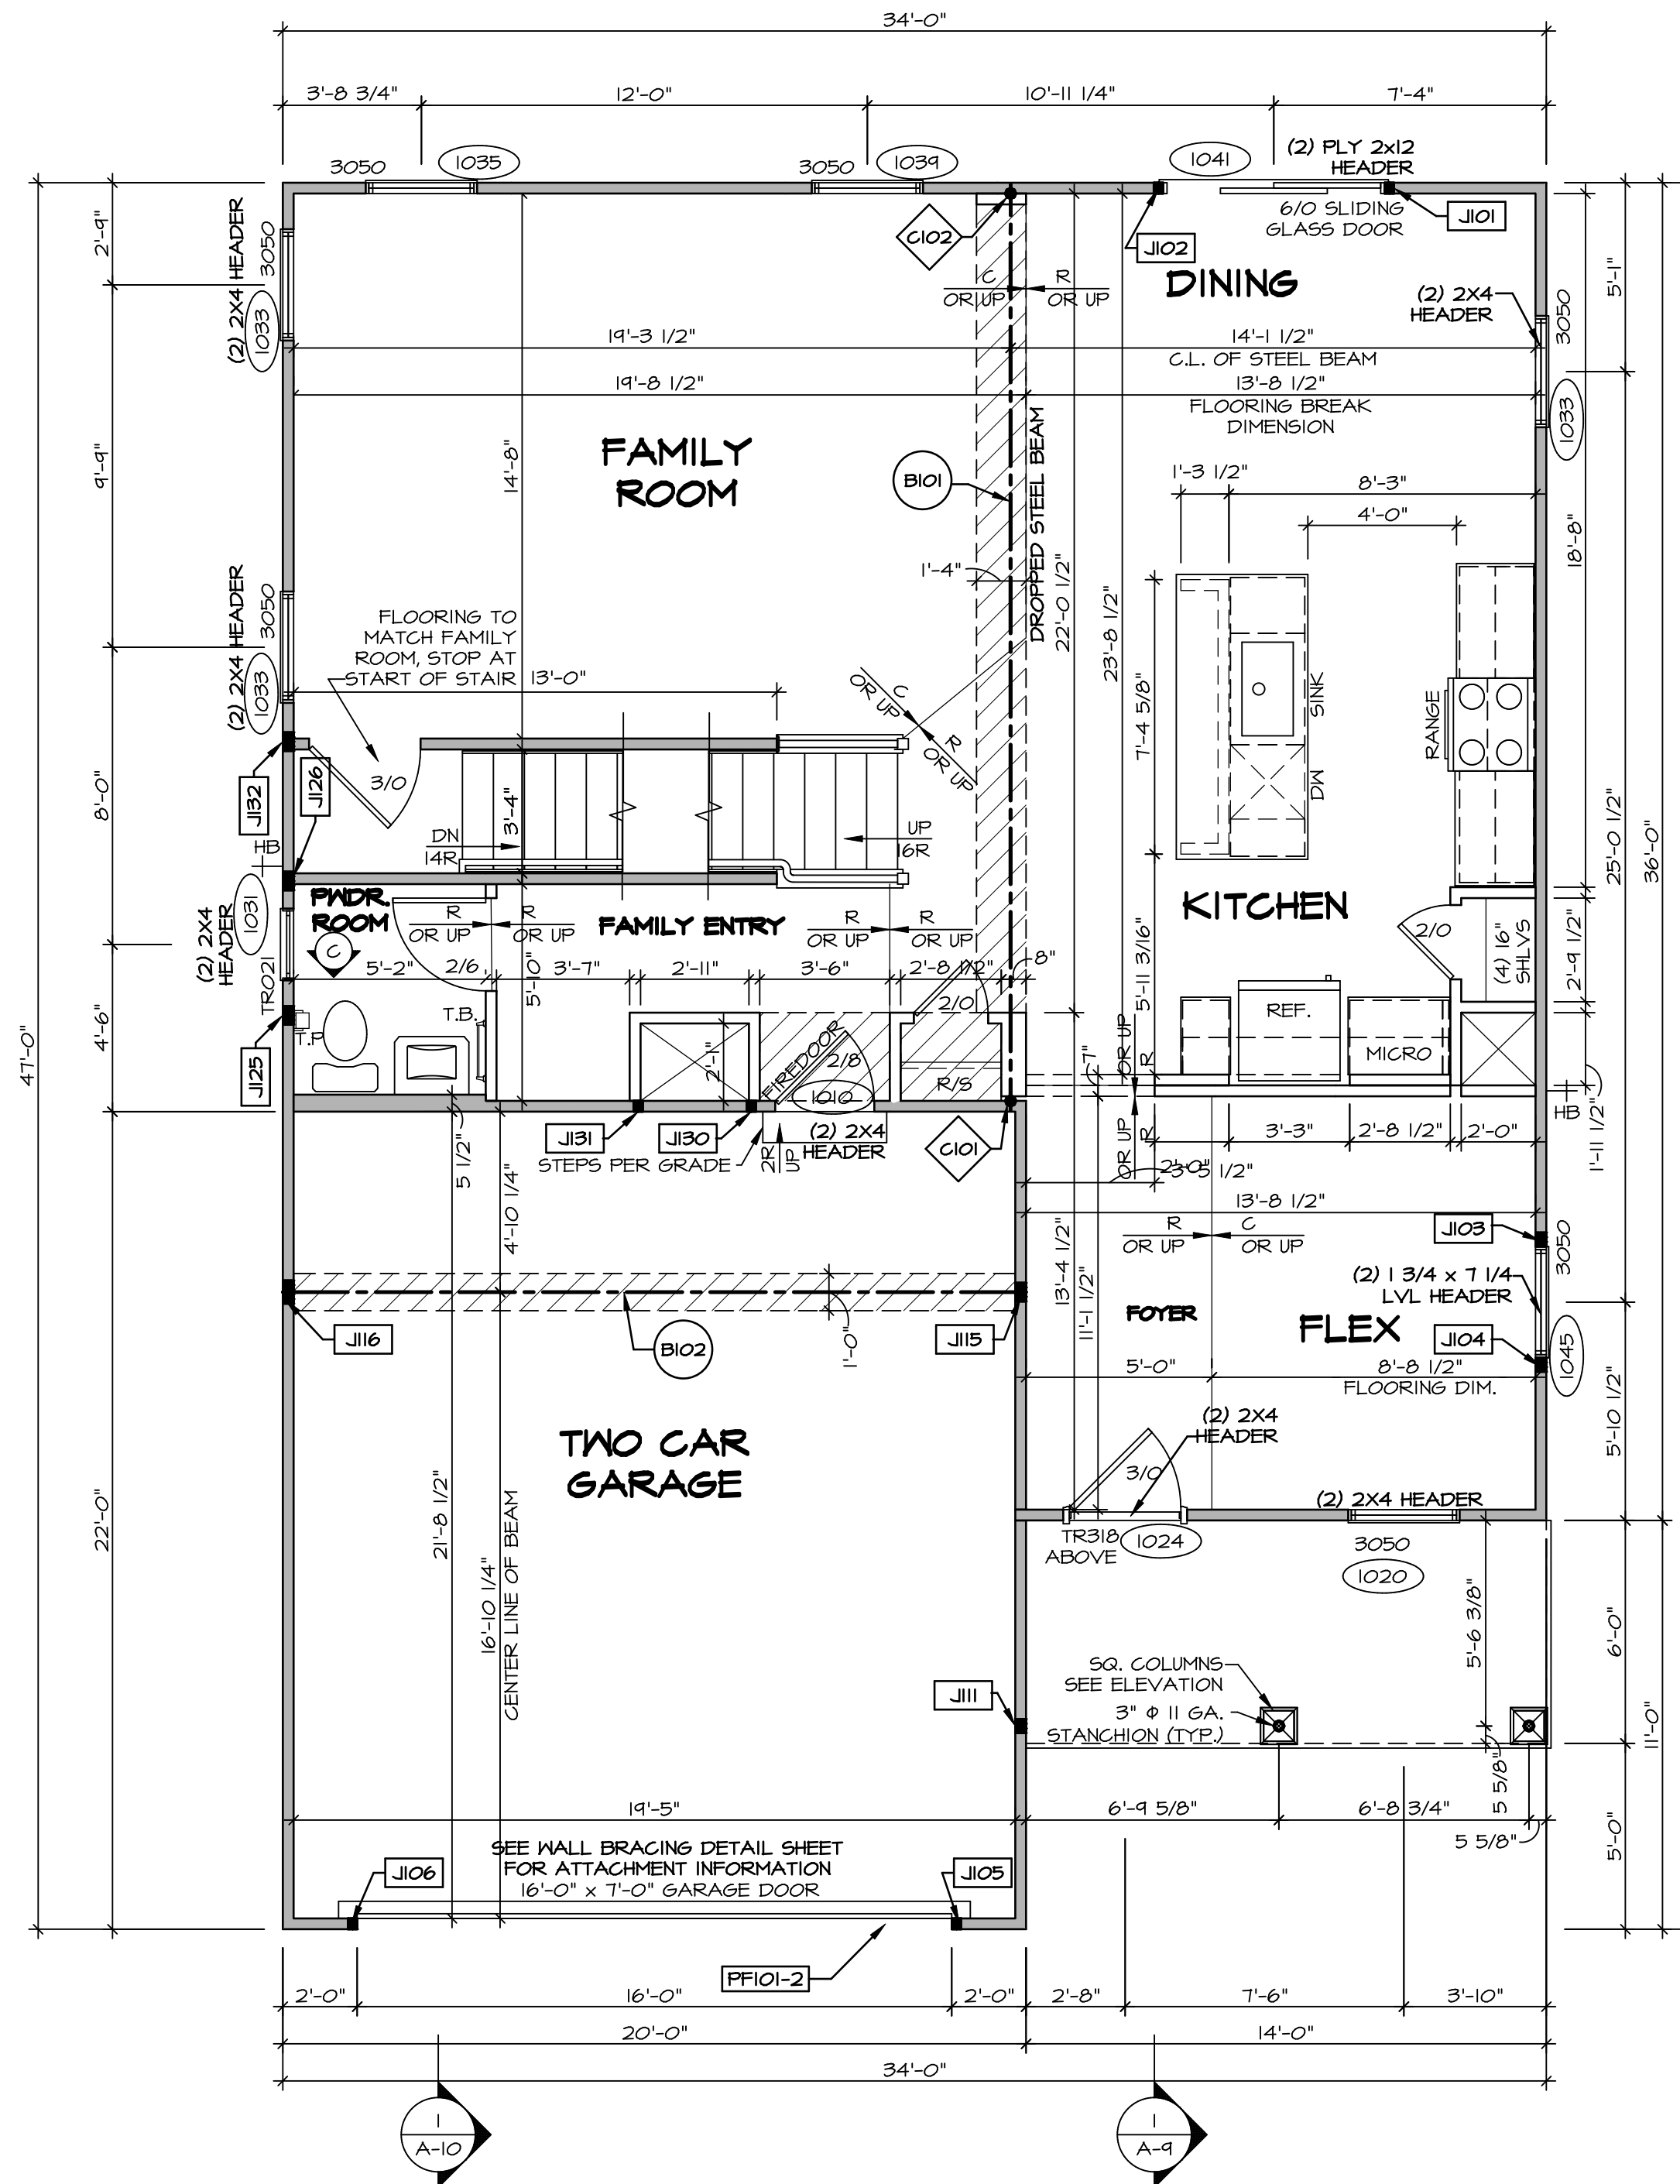 34'-0"
3'-8 3/4"
12'-0"
10'-11 1/4"
7'-4"
3050
1035
3050
1039
1041
(2) PLY 2x12
HEADER
6/0 SLIDING
GLASS DOOR
J101
J102
C102
C
OR UP
R
OR UP
DINING
(2) 2X4
HEADER
3050
1033
5'-1"
2'-9"
(2) 2X4 HEADER
3050
1033
19'-3 1/2"
14'-1 1/2"
C.L. OF STEEL BEAM
19'-8 1/2"
13'-8 1/2"
FLOORING BREAK
DIMENSION
9'-9"
14'-8"
FAMILY
ROOM
B101
DROPPED STEEL BEAM
1'-4"
22'-0 1/2"
23'-8 1/2"
1'-3 1/2"
8'-3"
4'-0"
18'-8"
7'-4 5/8"
SINK
DW
RANGE
25'-0 1/2"
36'-0"
(2) 2X4 HEADER
3050
1033
FLOORING TO
MATCH FAMILY
ROOM, STOP AT
START OF STAIR
13'-0"
C
OR UP
R
OR UP
8'-0"
J132
J126
3/0
HB
DN
14R
3'-4"
UP
16R
KITCHEN
2/0
(4) 16"
SHLVS
2'-9 1/2"
(2) 2X4
HEADER
1031
TR021
PWDR.
ROOM
C
R
OR UP
R
OR UP
FAMILY ENTRY
R
OR UP
R
OR UP
5'-2"
2/6
3'-7"
2'-11"
3'-6"
2'-8 1/2"
8"
5'-10"
5'-11 3/16"
2/0
REF.
MICRO
T.B.
T.P.
4'-6"
J125
2'-1"
FIREDOOR
2/8
1010
R/S
7"
OR UP
R
OR UP
R
HB
1'-11 1/2"
47'-0"
J131
J130
(2) 2X4
HEADER
STEPS PER GRADE
2R
UP
C101
3'-3"
2'-8 1/2"
2'-0"
2'-0"
3'-5 1/2"
13'-8 1/2"
5 1/2"
4'-10 1/4"
R
OR UP
C
OR UP
J103
3050
(2) 1 3/4 x 7 1/4
LVL HEADER
J104
1045
J116
B102
J115
1'-0"
13'-4 1/2"
11'-1 1/2"
FOYER
FLEX
5'-0"
8'-8 1/2"
FLOORING DIM.
5'-10 1/2"
TWO CAR
GARAGE
(2) 2X4
HEADER
3/0
(2) 2X4 HEADER
TR318
ABOVE
1024
3050
1020
22'-0"
21'-8 1/2"
16'-10 1/4"
CENTER LINE OF BEAM
5'-6 3/8"
6'-0"
SQ. COLUMNS
SEE ELEVATION
3" Φ 11 GA.
STANCHION (TYP.)
J111
11'-0"
5 5/8"
19'-5"
6'-9 5/8"
6'-8 3/4"
5 5/8"
5'-0"
SEE WALL BRACING DETAIL SHEET
FOR ATTACHMENT INFORMATION
16'-0" x 7'-0" GARAGE DOOR
J106
J105
PF101-2
2'-0"
16'-0"
2'-0"
2'-8"
7'-6"
3'-10"
20'-0"
14'-0"
34'-0"
1
A-10
1
A-9